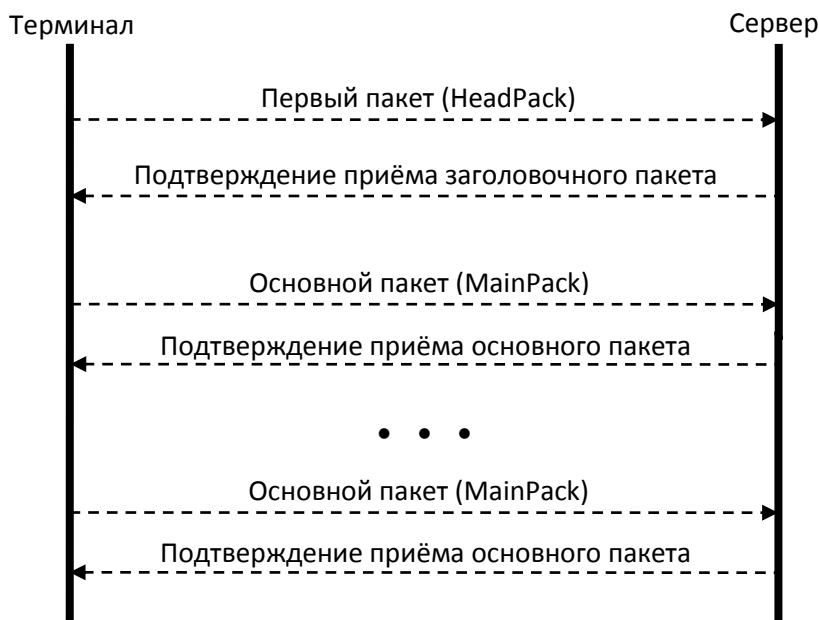 Терминал
Сервер
Первый пакет (HeadPack)
Подтверждение приёма заголовочного пакета
Основной пакет (MainPack)
Подтверждение приёма основного пакета
• • •
Основной пакет (MainPack)
Подтверждение приёма основного пакета